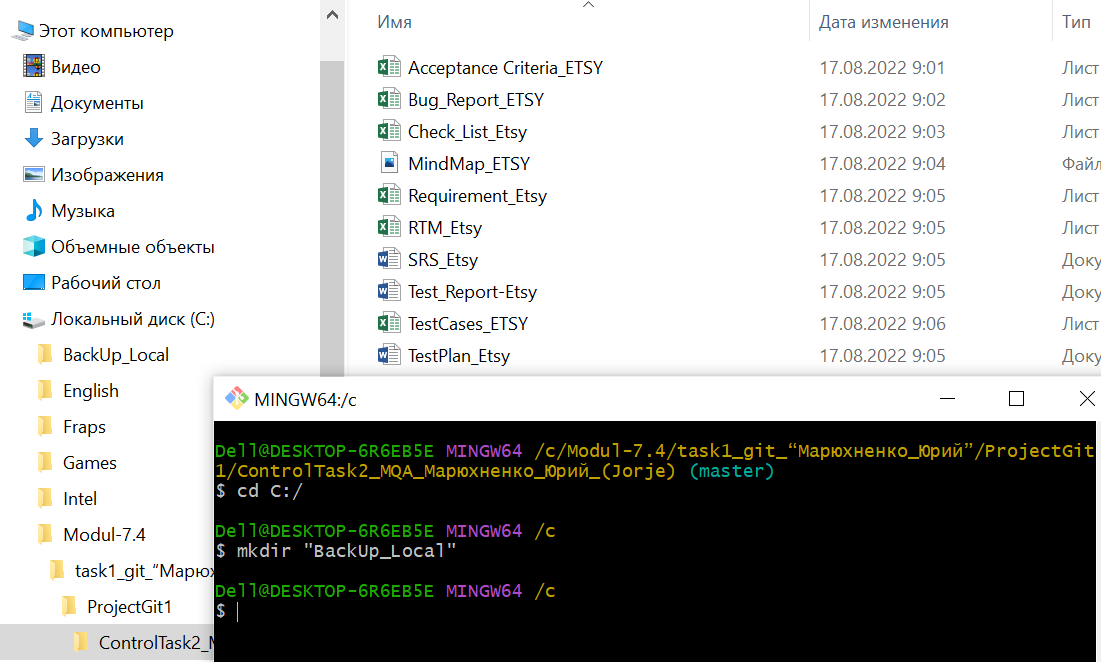 Этот компьютер
Видео
Документы
Загрузки
Изображения
Музыка
Объемные объекты
Рабочий стол
Локальный диск (C:)
BackUp_Local
English
Fraps
Games
Intel
Modul-7.4
task1_git_“Марюх
ProjectGit1
ControlTask2_M
Имя Дата изменения Тип
Acceptance Criteria_ETSY 17.08.2022 9:01 Лист
Bug_Report_ETSY 17.08.2022 9:02 Лист
Check_List_Etsy 17.08.2022 9:03 Лист
MindMap_ETSY 17.08.2022 9:04 Файл
Requirement_Etsy 17.08.2022 9:05 Лист
RTM_Etsy 17.08.2022 9:05 Лист
SRS_Etsy 17.08.2022 9:05 Доку
Test_Report-Etsy 17.08.2022 9:05 Доку
TestCases_ETSY 17.08.2022 9:06 Лист
TestPlan_Etsy 17.08.2022 9:05 Доку
MINGW64:/c
Dell@DESKTOP-6R6EB5E MINGW64 /c/Modul-7.4/task1_git_“Марюхненко_Юрий”/ProjectGit
1/ControlTask2_MQA_Марюхненко_Юрий_(Jorje) (master)
$ cd C:/
Dell@DESKTOP-6R6EB5E MINGW64 /c
$ mkdir "BackUp_Local"
Dell@DESKTOP-6R6EB5E MINGW64 /c
$